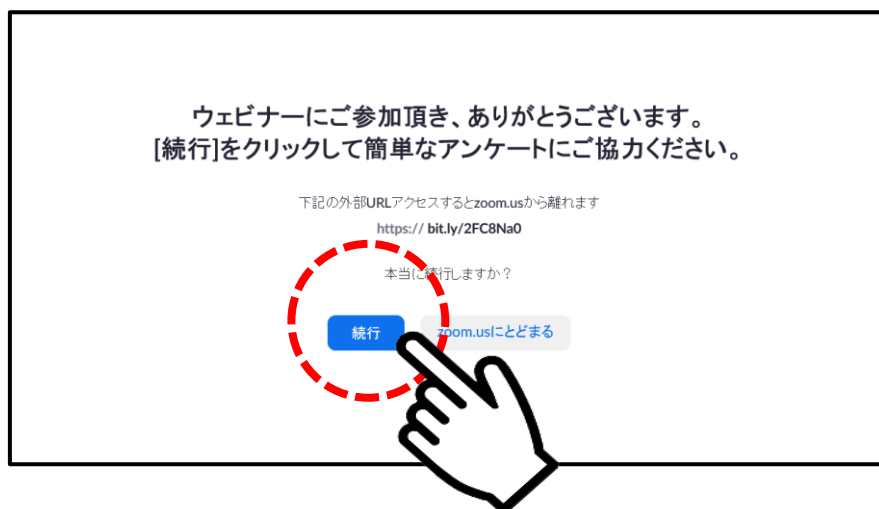 ウェビナーにご参加頂き、ありがとうございます。
[続行]をクリックして簡単なアンケートにご協力ください。
下記の外部URLアクセスするとzoom.usから離れます
https:// bit.ly/2FC8Na0
本当に続行しますか？
続行
zoom.usにとどまる